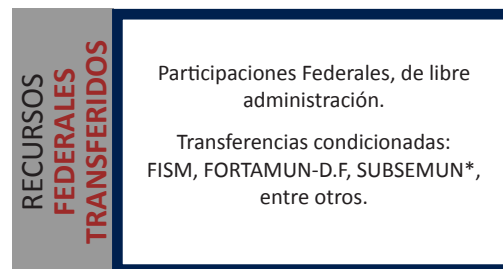 RECURSOS
FEDERALES
TRANSFERIDOS
Participaciones Federales, de libre
administración.
Transferencias condicionadas:
FISM, FORTAMUN-D.F, SUBSEMUN*,
entre otros.